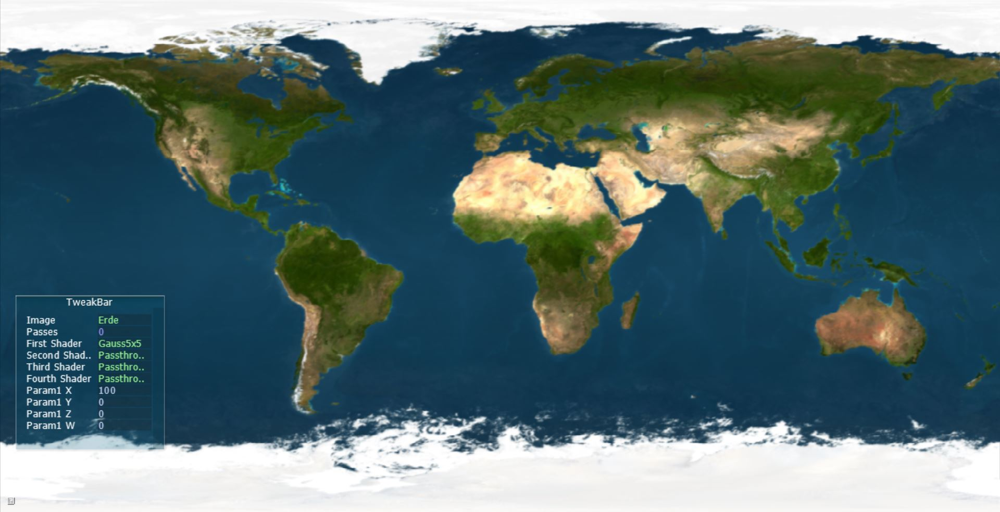 TweakBar
Image Erde
Passes 0
First Shader Gauss5x5
Second Shad.. Passthro..
Third Shader Passthro..
Fourth Shader Passthro..
Param1 X 100
Param1 Y 0
Param1 Z 0
Param1 W 0
?